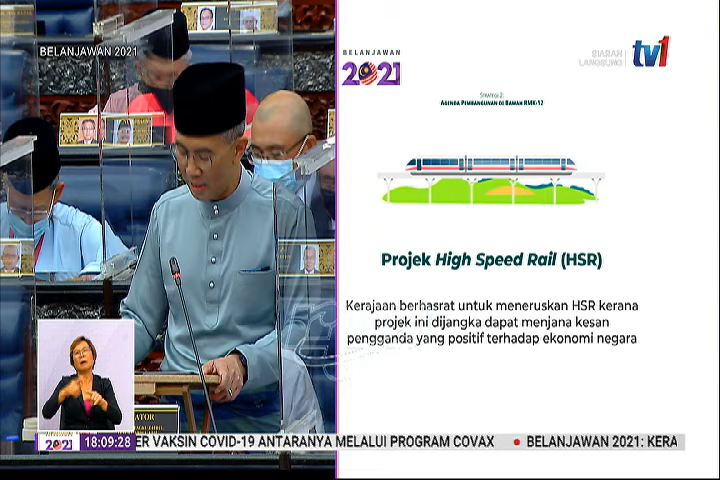 BELANJAWAN 2021
BELANJAWAN
2021
SIARAN
LANGSUNG
tv1
STRATEGI 2:
AGENDA PEMBANGUNAN DI BAWAH RMK-12
Projek High Speed Rail (HSR)
Kerajaan berhasrat untuk meneruskan HSR kerana
projek ini dijangka dapat menjana kesan
pengganda yang positif terhadap ekonomi negara
ATOR
2021
18:09:28
ER VAKSIN COVID-19 ANTARANYA MELALUI PROGRAM COVAX • BELANJAWAN 2021: KERA